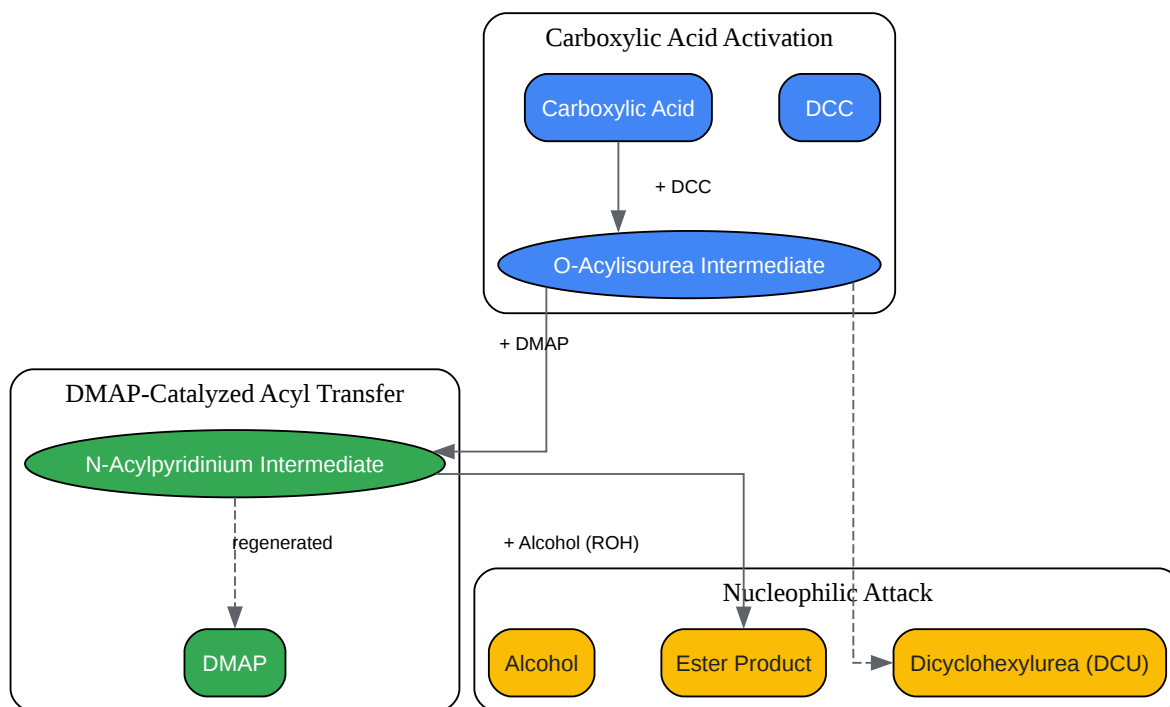 Carboxylic Acid Activation
Carboxylic Acid
DCC
+ DCC
O-Acylisourea Intermediate
+ DMAP
DMAP-Catalyzed Acyl Transfer
N-Acylpyridinium Intermediate
regenerated
+ Alcohol (ROH)
Nucleophilic Attack
DMAP
Alcohol
Ester Product
Dicyclohexylurea (DCU)